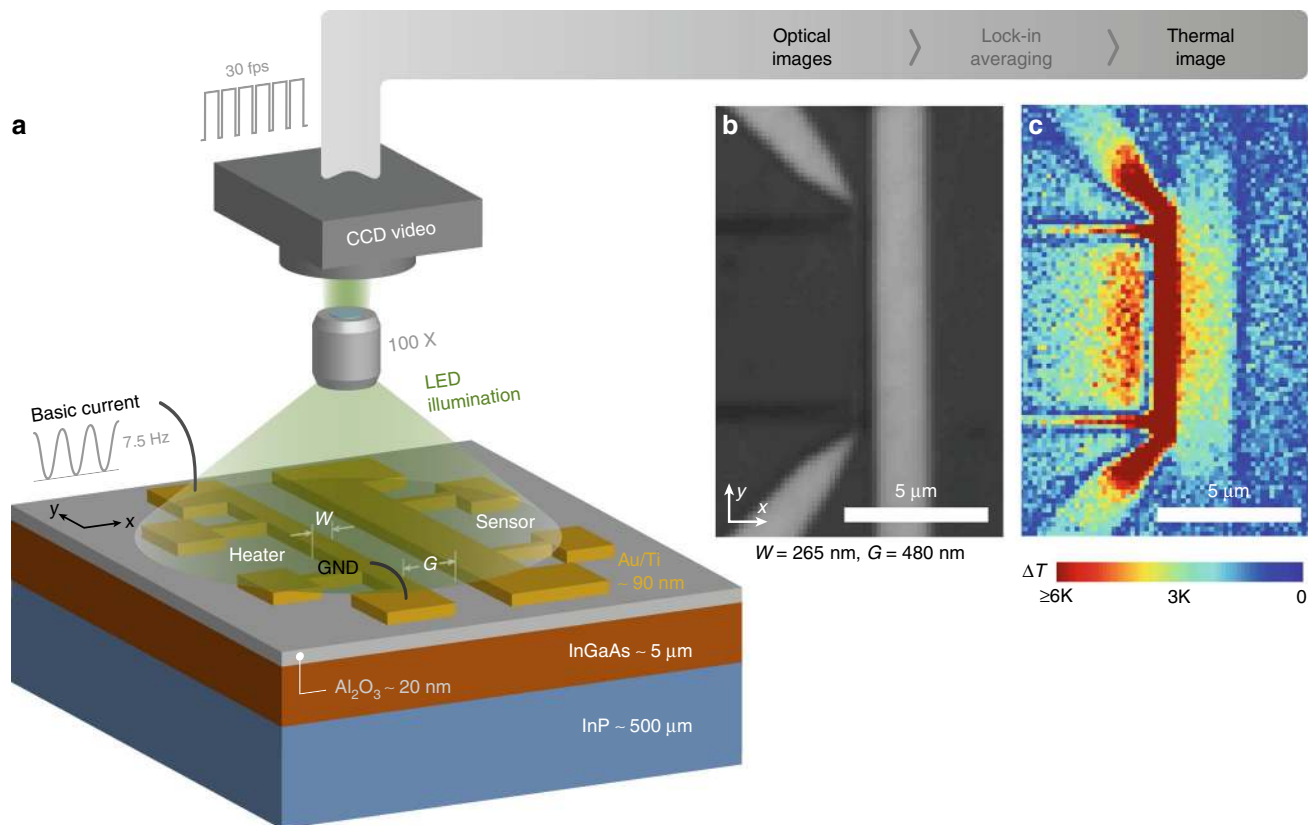 Optical
images
Lock-in
averaging
Thermal
image
30 fps
a
CCD video
100 X
LED
illumination
Basic current
7.5 Hz
y
x
W
Sensor
Heater
GND
G
Au/Ti
~ 90 nm
InGaAs ~ 5 μm
Al₂O₃ ~ 20 nm
InP ~ 500 μm
b
y
x
5 μm
W = 265 nm, G = 480 nm
c
5 μm
ΔT
≥6K
3K
0